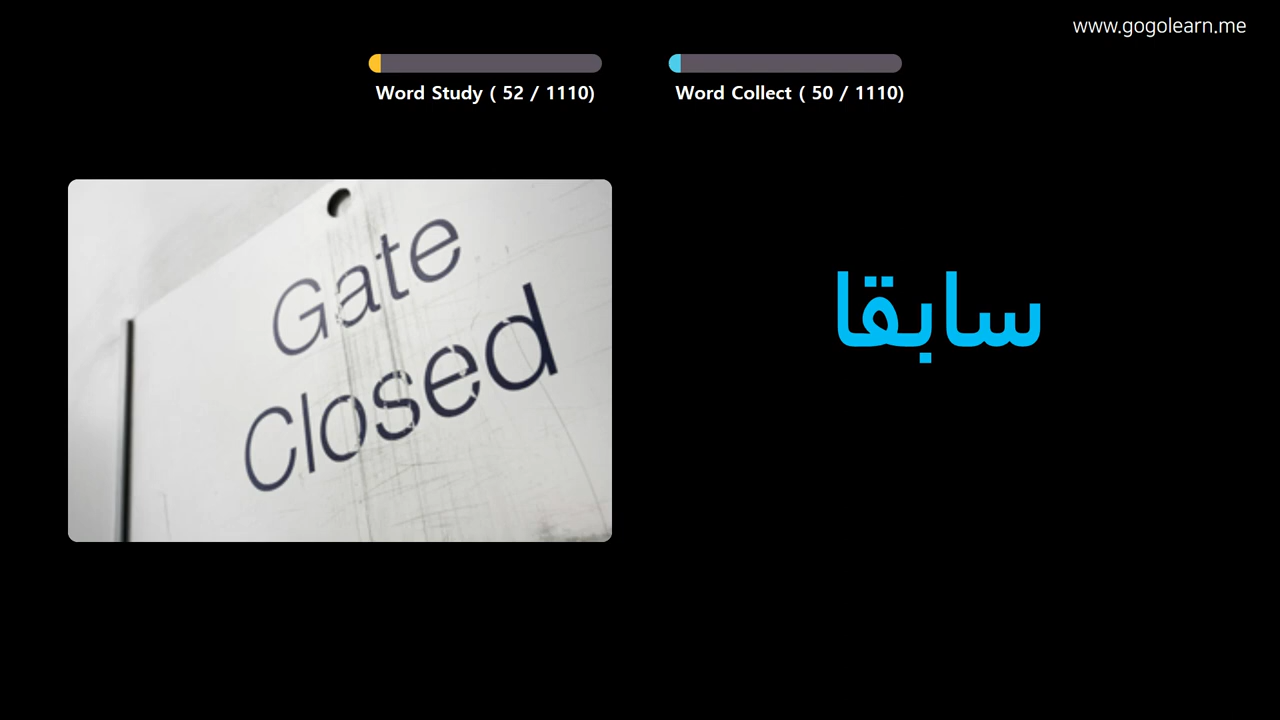 www.gogolearn.me
Word Study ( 52 / 1110)
Word Collect ( 50 / 1110)
Gate
Closed
سابقا